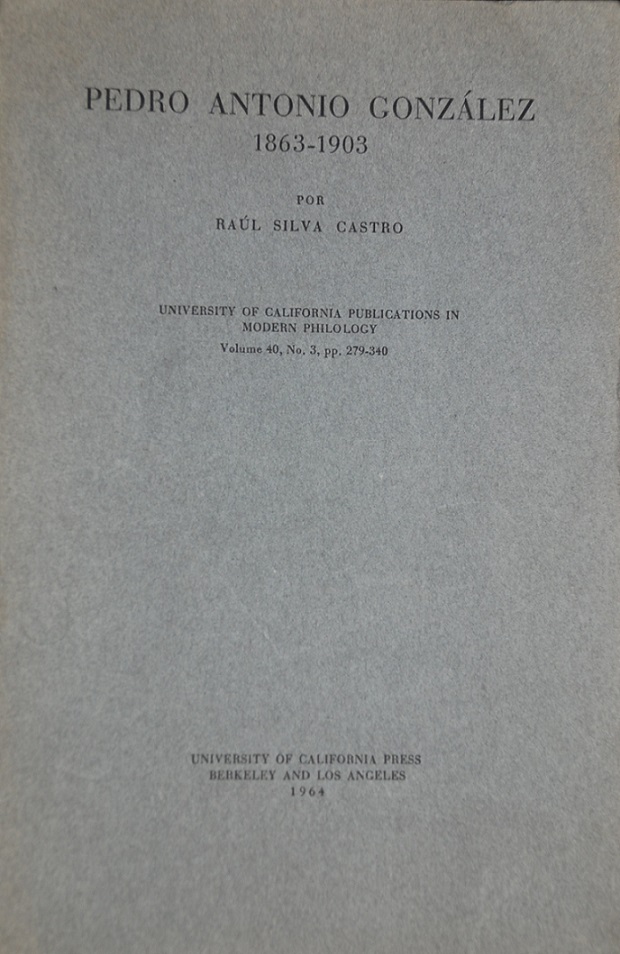 PEDRO ANTONIO GONZÁLEZ
1863-1903
POR
RAÚL SILVA CASTRO
UNIVERSITY OF CALIFORNIA PUBLICATIONS IN
MODERN PHILOLOGY
Volume 40, No. 3, pp. 279-340
UNIVERSITY OF CALIFORNIA PRESS
BERKELEY AND LOS ANGELES
1964